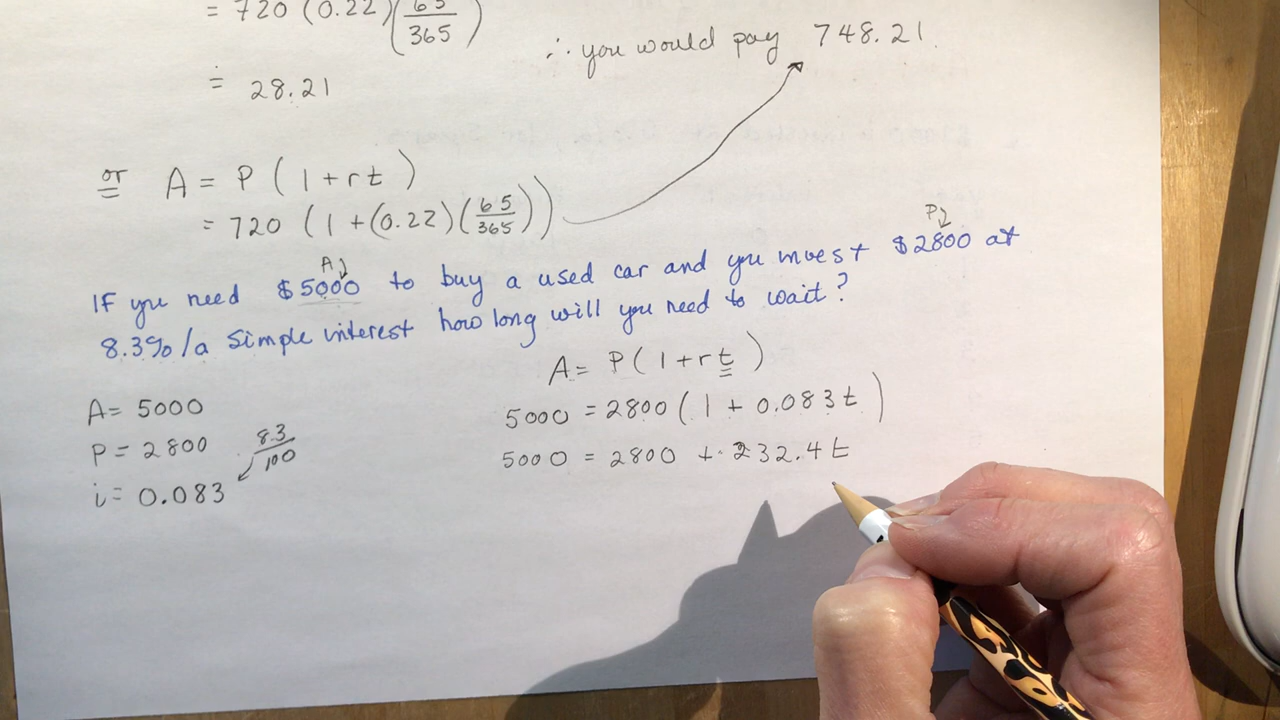 = 720 (0.22)(65/365)
∴ you would pay 748.21.
≐ 28.21
or A = P (1+rt)
= 720 (1+(0.22)(65/365))
P
A
If you need $5000 to buy a used car and you invest $2800 at
8.3%/a simple interest how long will you need to wait?
A = P(1+rt)
A = 5000
5000 = 2800(1 + 0.083t)
P = 2800
8.3/100
5000 = 2800 + 232.4t
i = 0.083